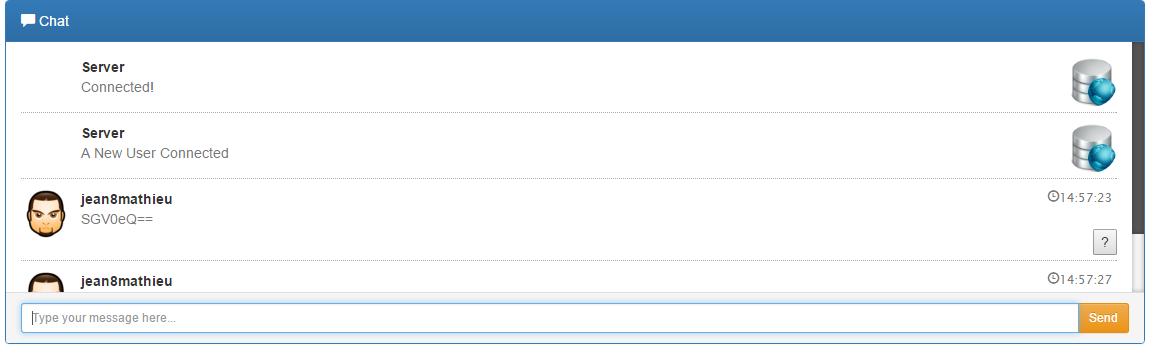 Chat
Server
Connected!
Server
A New User Connected
jean8mathieu
14:57:23
SGV0eQ==
?
jean8mathieu
14:57:27
Type your message here...
Send